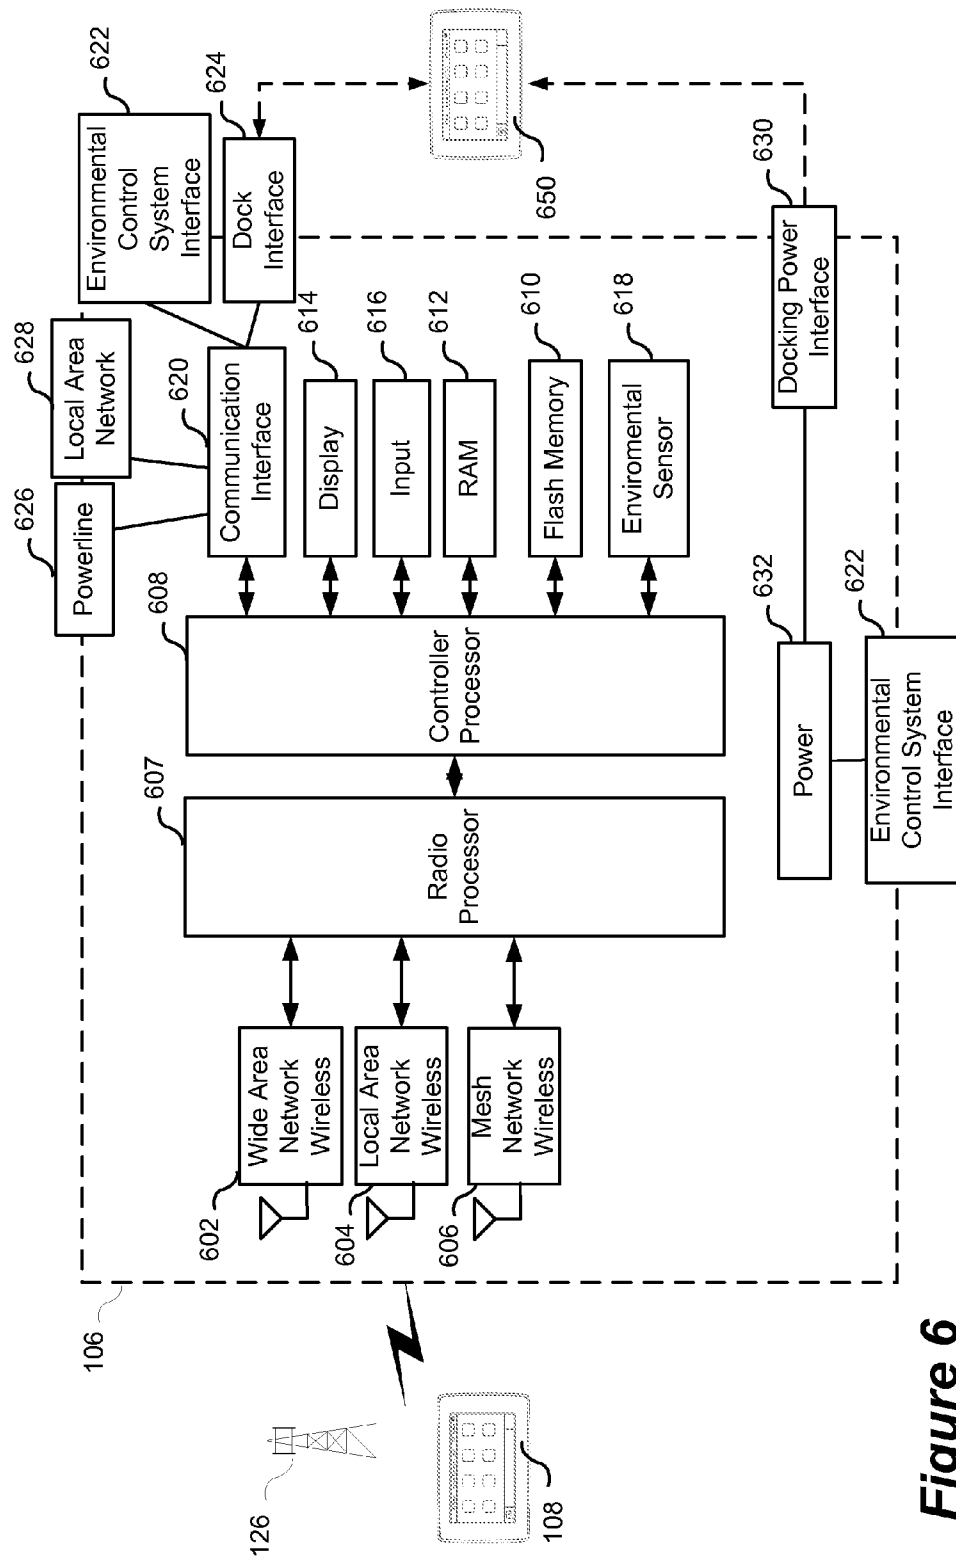 126
108
106
602
Wide Area
Network
Wireless
604
Local Area
Network
Wireless
606
Mesh
Network
Wireless
607
Radio
Processor
608
Controller
Processor
626
Powerline
628
Local Area
Network
620
Communication
Interface
622
Environmental
Control
System
Interface
624
Dock
Interface
614
Display
616
Input
612
RAM
610
Flash Memory
618
Enviromental
Sensor
650
632
Power
622
Environmental
Control System
Interface
630
Docking Power
Interface
Figure 6